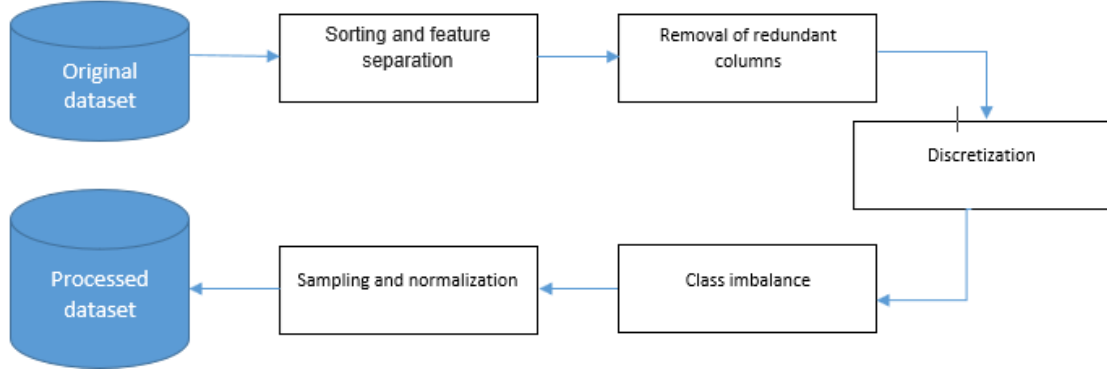 Original
dataset
Sorting and feature
separation
Removal of redundant
columns
Discretization
Class imbalance
Sampling and normalization
Processed
dataset